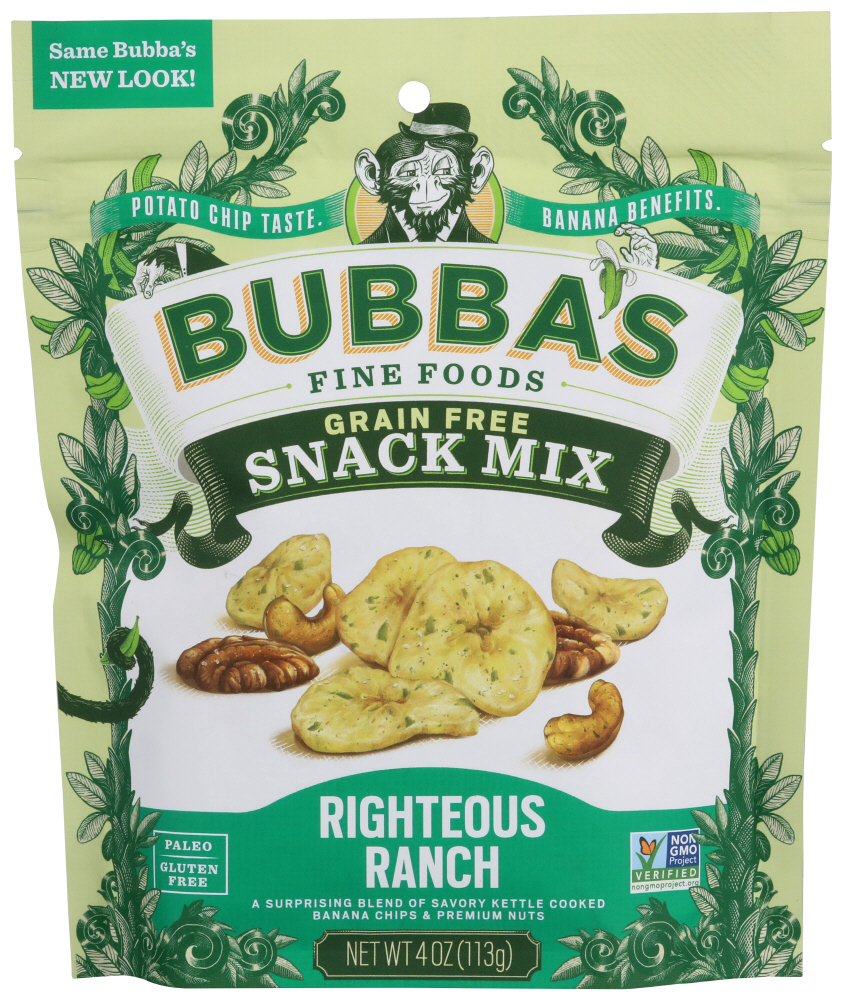 Same Bubba's
NEW LOOK!
POTATO CHIP TASTE.
BANANA BENEFITS.
BUBBA'S
FINE FOODS
GRAIN FREE
SNACK MIX
RIGHTEOUS
RANCH
PALEO
GLUTEN
FREE
NON
GMO
Project
VERIFIED
nongmoproject.org
A SURPRISING BLEND OF SAVORY KETTLE COOKED
BANANA CHIPS & PREMIUM NUTS
NET WT 4 OZ (113g)